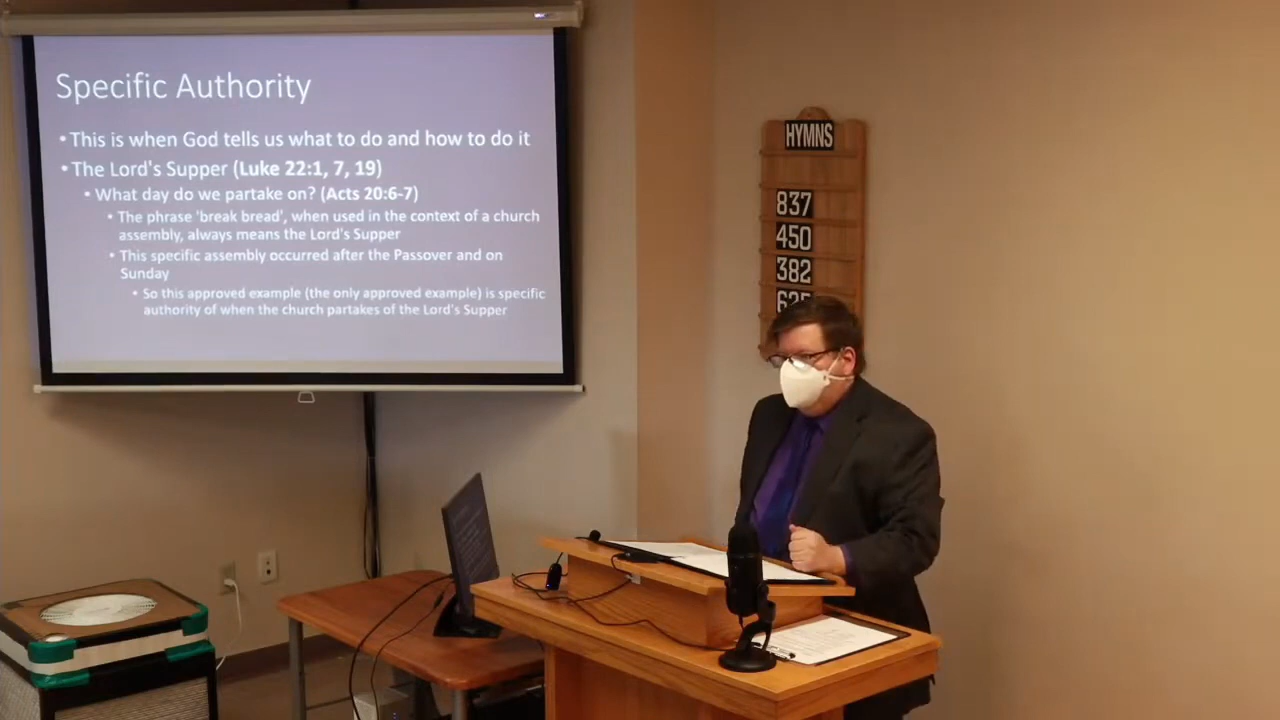 Specific Authority
• This is when God tells us what to do and how to do it
• The Lord's Supper (Luke 22:1, 7, 19)
• What day do we partake on? (Acts 20:6-7)
• The phrase 'break bread', when used in the context of a church
assembly, always means the Lord's Supper
• This specific assembly occurred after the Passover and on
Sunday
• So this approved example (the only approved example) is specific
authority of when the church partakes of the Lord's Supper
HYMNS
837
450
382